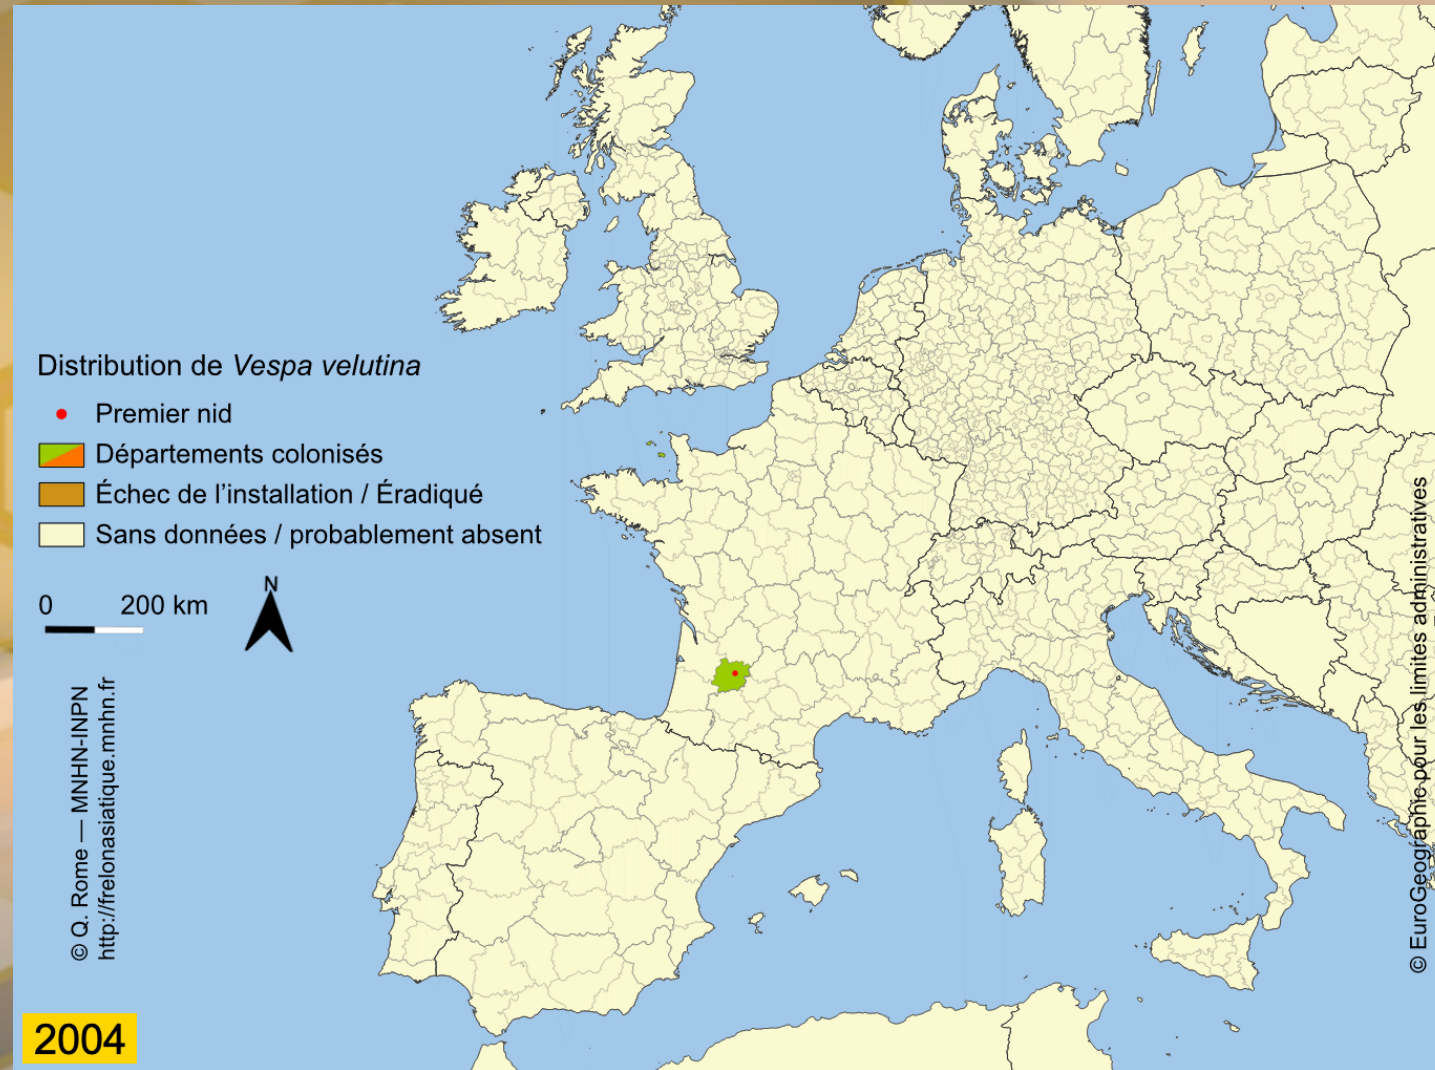 Distribution de Vespa velutina
Premier nid
Départements colonisés
Échec de l’installation / Éradiqué
Sans données / probablement absent
0 200 km
N
© Q. Rome — MNHN-INPN
http://frelonasiatique.mnhn.fr
© EuroGeographic pour les limites administratives
2004